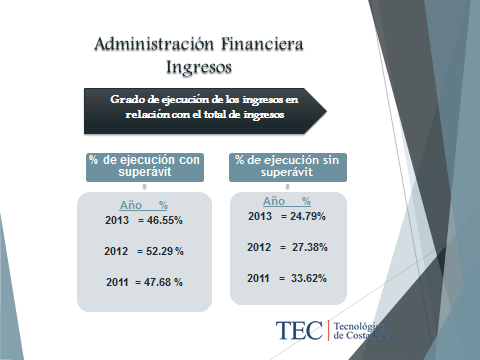 Administración Financiera
Ingresos
Grado de ejecución de los ingresos en
relación con el total de ingresos
% de ejecución con
superávit
Año %
2013 = 46.55%
2012 = 52.29 %
2011 = 47.68 %
% de ejecución sin
superávit
Año %
2013 = 24.79%
2012 = 27.38%
2011 = 33.62%
TEC | Tecnológico
de Costa